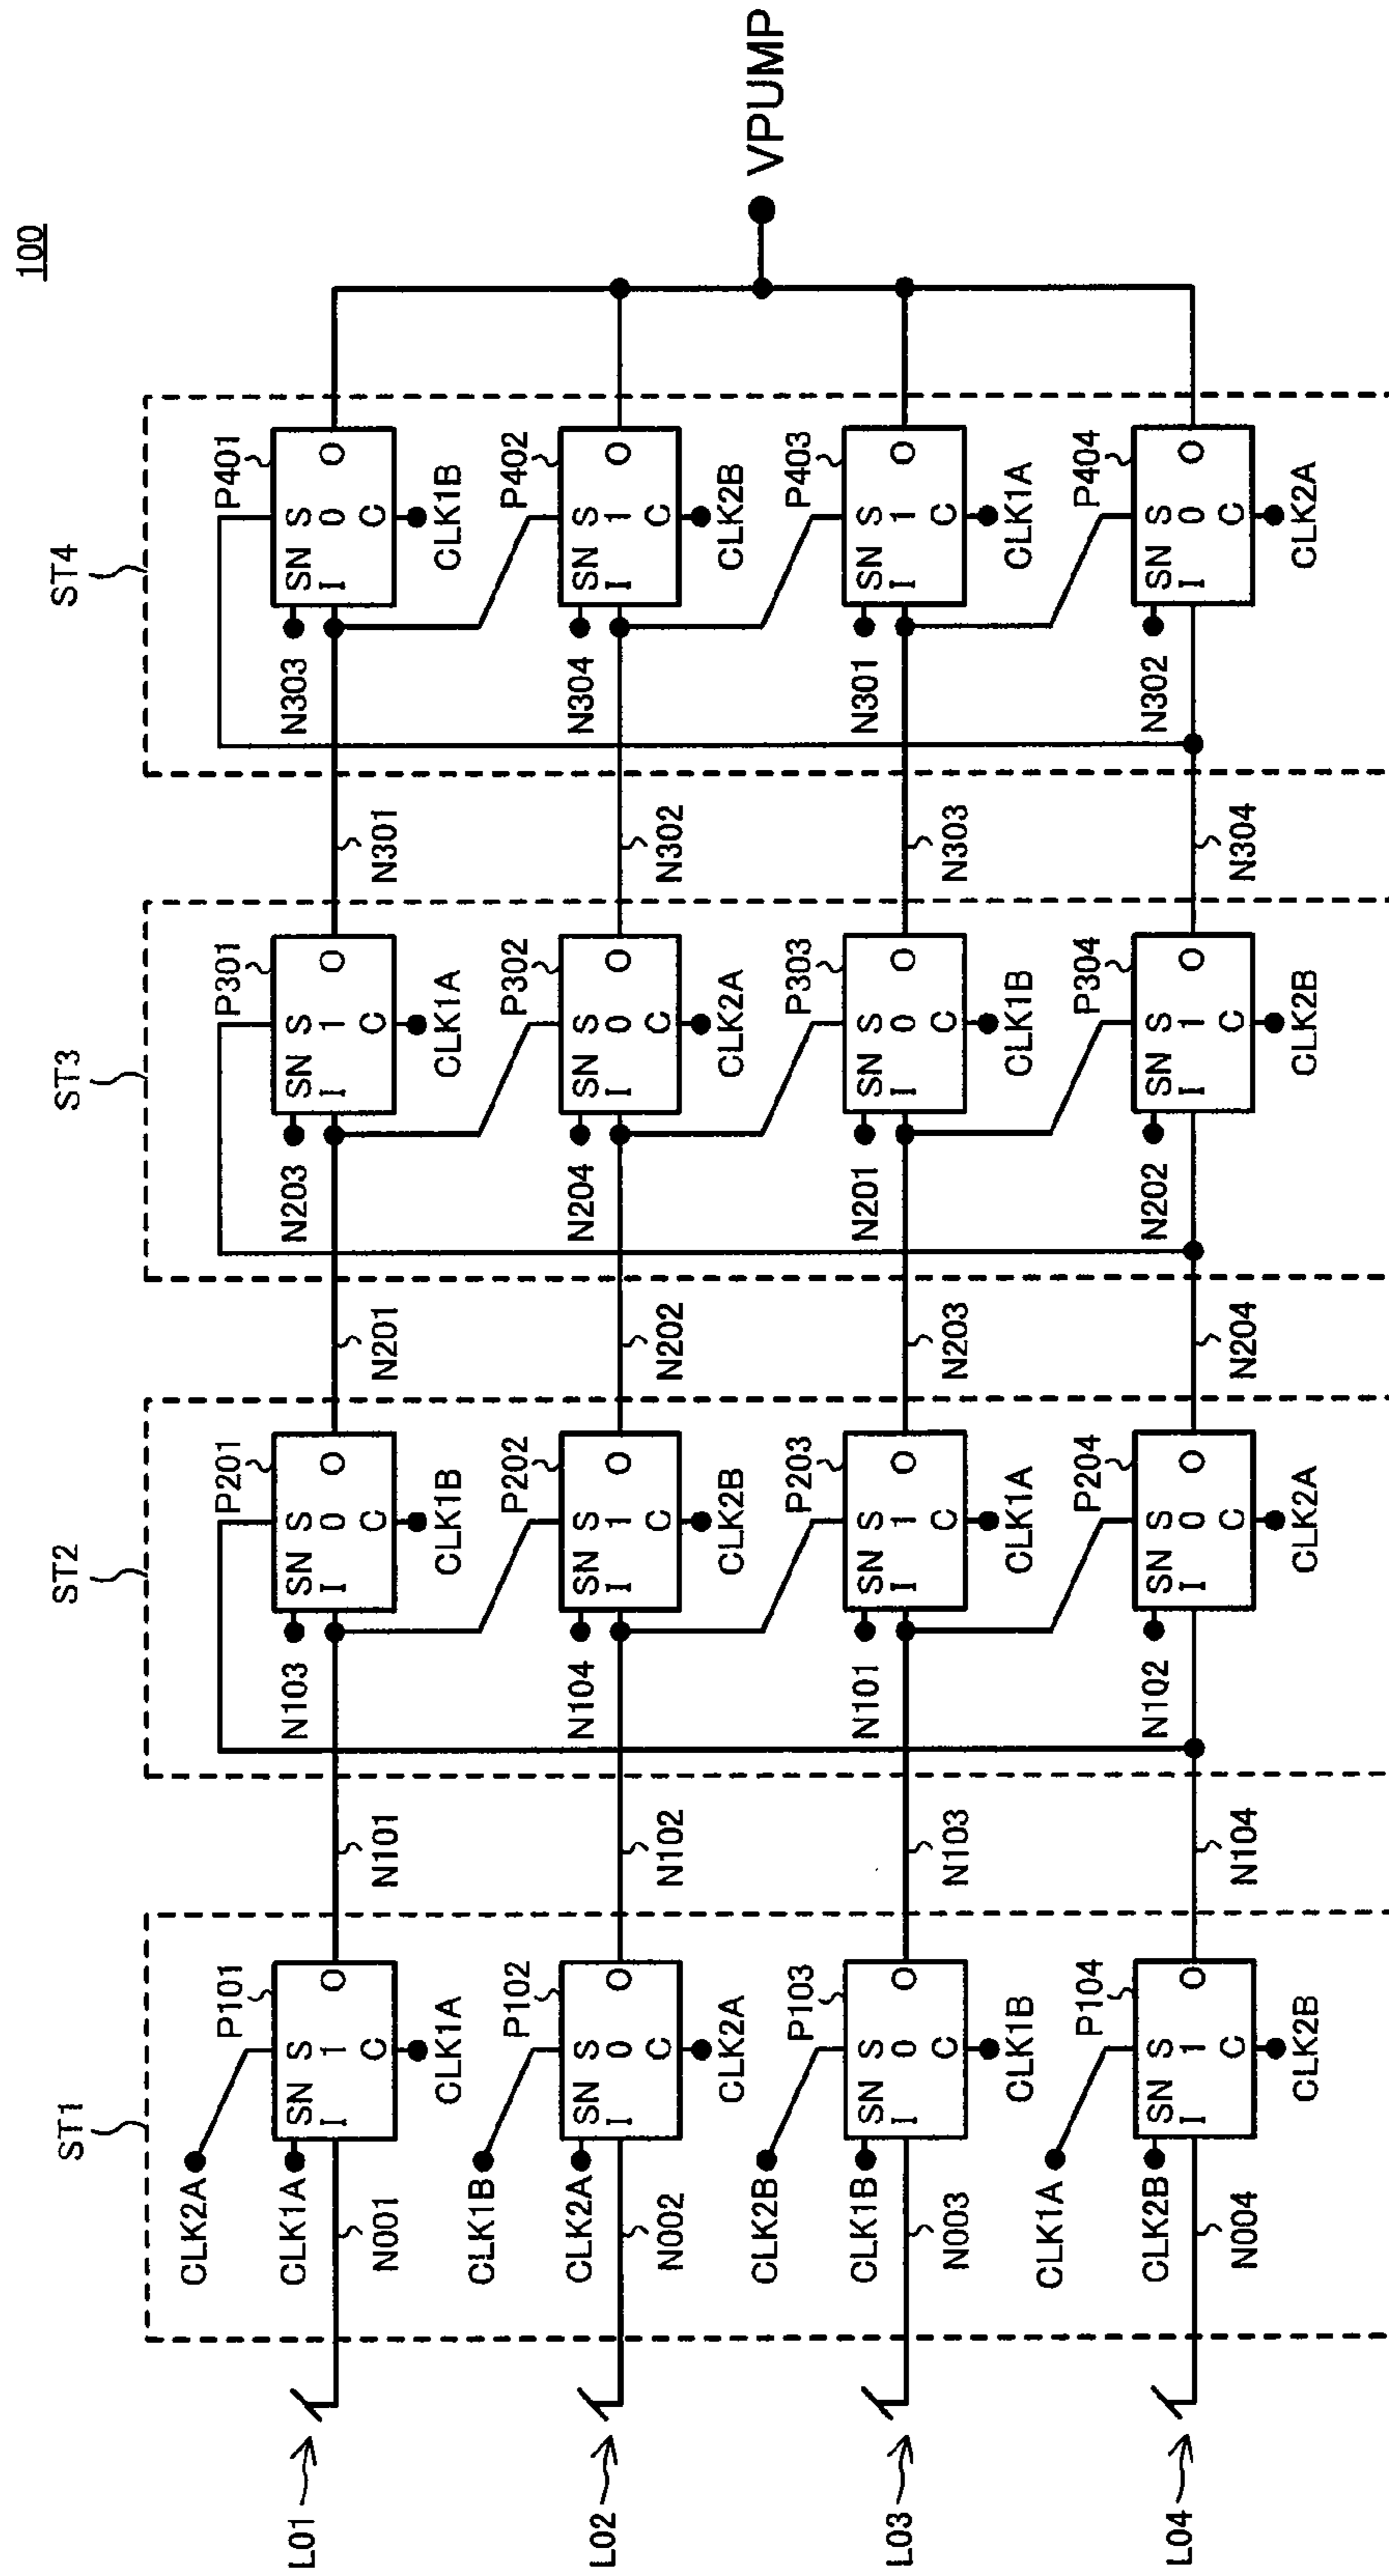 100
ST1
ST2
ST3
ST4
L01
CLK2A
CLK1A
N001
P101
SN S
I 1 O
C
CLK1A
N101
N103
P201
SN S
I 0 O
C
CLK1B
N201
N203
P301
SN S
I 1 O
C
CLK1A
N301
N303
P401
SN S
I 0 O
C
CLK1B
L02
CLK1B
CLK2A
N002
P102
SN S
I 0 O
C
CLK2A
N102
N104
P202
SN S
I 1 O
C
CLK2B
N202
N204
P302
SN S
I 0 O
C
CLK2A
N302
N304
P402
SN S
I 1 O
C
CLK2B
VPUMP
L03
CLK2B
CLK1B
N003
P103
SN S
I 0 O
C
CLK1B
N103
N101
P203
SN S
I 1 O
C
CLK1A
N203
N201
P303
SN S
I 0 O
C
CLK1B
N303
N301
P403
SN S
I 1 O
C
CLK1A
L04
CLK1A
CLK2B
N004
P104
SN S
I 1 O
C
CLK2B
N104
N102
P204
SN S
I 0 O
C
CLK2A
N204
N202
P304
SN S
I 1 O
C
CLK2B
N304
N302
P404
SN S
I 0 O
C
CLK2A